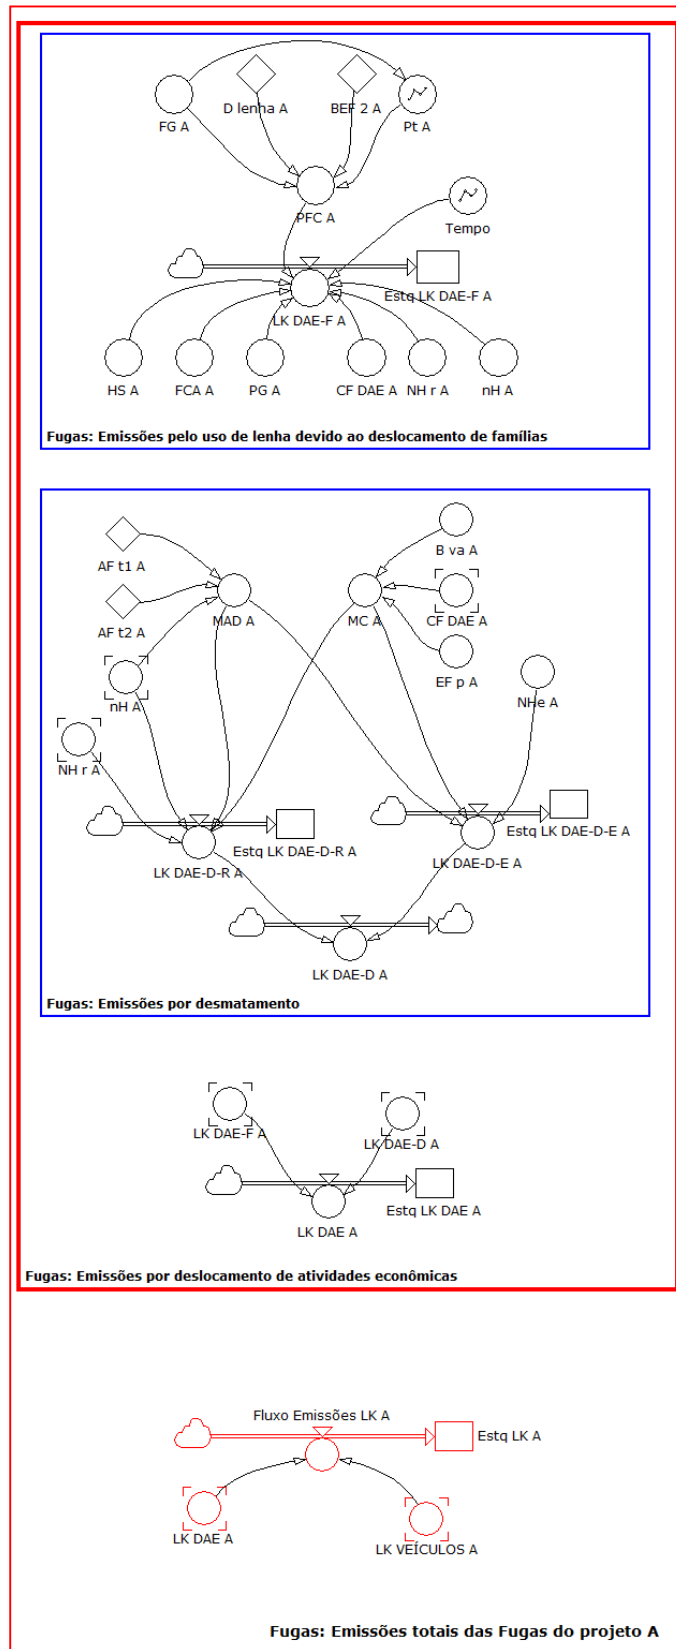 D lenha A
BEF 2 A
FG A
Pt A
PFC A
Tempo
Estq LK DAE-F A
LK DAE-F A
HS A
FCA A
PG A
CF DAE A
NH r A
nH A
Fugas: Emissões pelo uso de lenha devido ao deslocamento de famílias
B va A
AF t1 A
MAD A
MC A
CF DAE A
AF t2 A
EF p A
nH A
NHe A
NH r A
Estq LK DAE-D-R A
Estq LK DAE-D-E A
LK DAE-D-R A
LK DAE-D-E A
LK DAE-D A
Fugas: Emissões por desmatamento
LK DAE-F A
LK DAE-D A
Estq LK DAE A
LK DAE A
Fugas: Emissões por deslocamento de atividades econômicas
Fluxo Emissões LK A
Estq LK A
LK DAE A
LK VEÍCULOS A
Fugas: Emissões totais das Fugas do projeto A